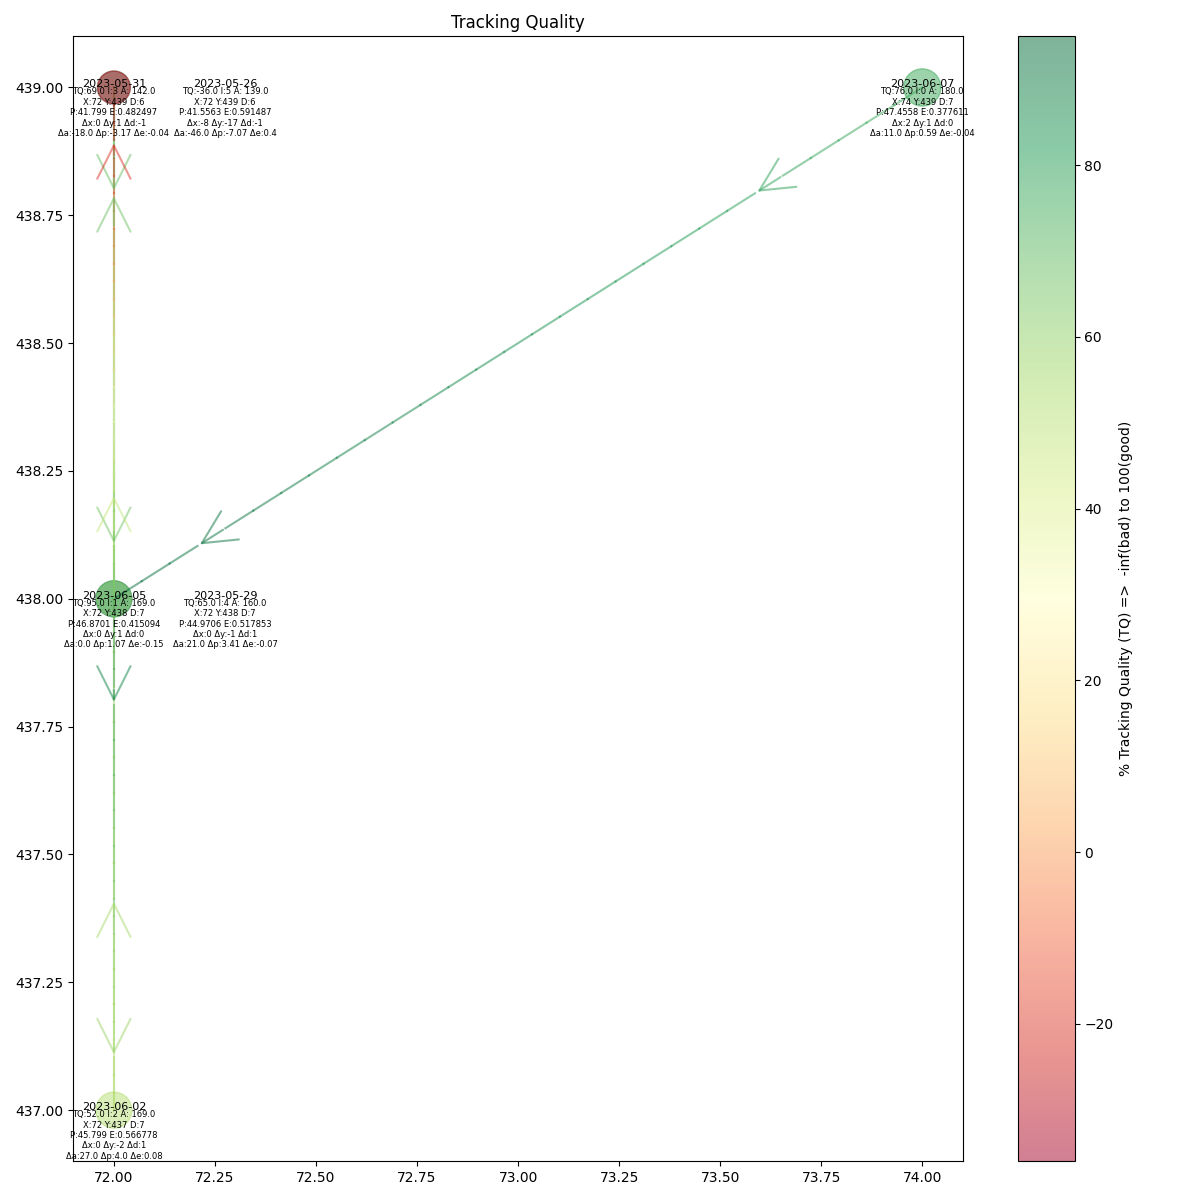 Tracking Quality
439.00
438.75
438.50
438.25
438.00
437.75
437.50
437.25
437.00
2023-05-31
TQ:69.0 I:3 A: 142.0
X:72 Y:439 D:6
P:41.799 E:0.482497
Δx:0 Δy:1 Δd:-1
Δa:-18.0 Δp:-3.17 Δe:-0.04
2023-05-26
TQ:-36.0 I:5 A: 139.0
X:72 Y:439 D:6
P:41.5563 E:0.591487
Δx:-8 Δy:-17 Δd:-1
Δa:-46.0 Δp:-7.07 Δe:0.4
2023-06-07
TQ:76.0 I:0 A: 180.0
X:74 Y:439 D:7
P:47.4558 E:0.377611
Δx:2 Δy:1 Δd:0
Δa:11.0 Δp:0.59 Δe:-0.04
2023-06-05
TQ:95.0 I:1 A: 169.0
X:72 Y:438 D:7
P:46.8701 E:0.415094
Δx:0 Δy:1 Δd:0
Δa:0.0 Δp:1.07 Δe:-0.15
2023-05-29
TQ:65.0 I:4 A: 160.0
X:72 Y:438 D:7
P:44.9706 E:0.517853
Δx:0 Δy:-1 Δd:1
Δa:21.0 Δp:3.41 Δe:-0.07
2023-06-02
TQ:52.0 I:2 A: 169.0
X:72 Y:437 D:7
P:45.799 E:0.566778
Δx:0 Δy:-2 Δd:1
Δa:27.0 Δp:4.0 Δe:0.08
72.00
72.25
72.50
72.75
73.00
73.25
73.50
73.75
74.00
80
60
40
20
0
−20
% Tracking Quality (TQ) => -inf(bad) to 100(good)